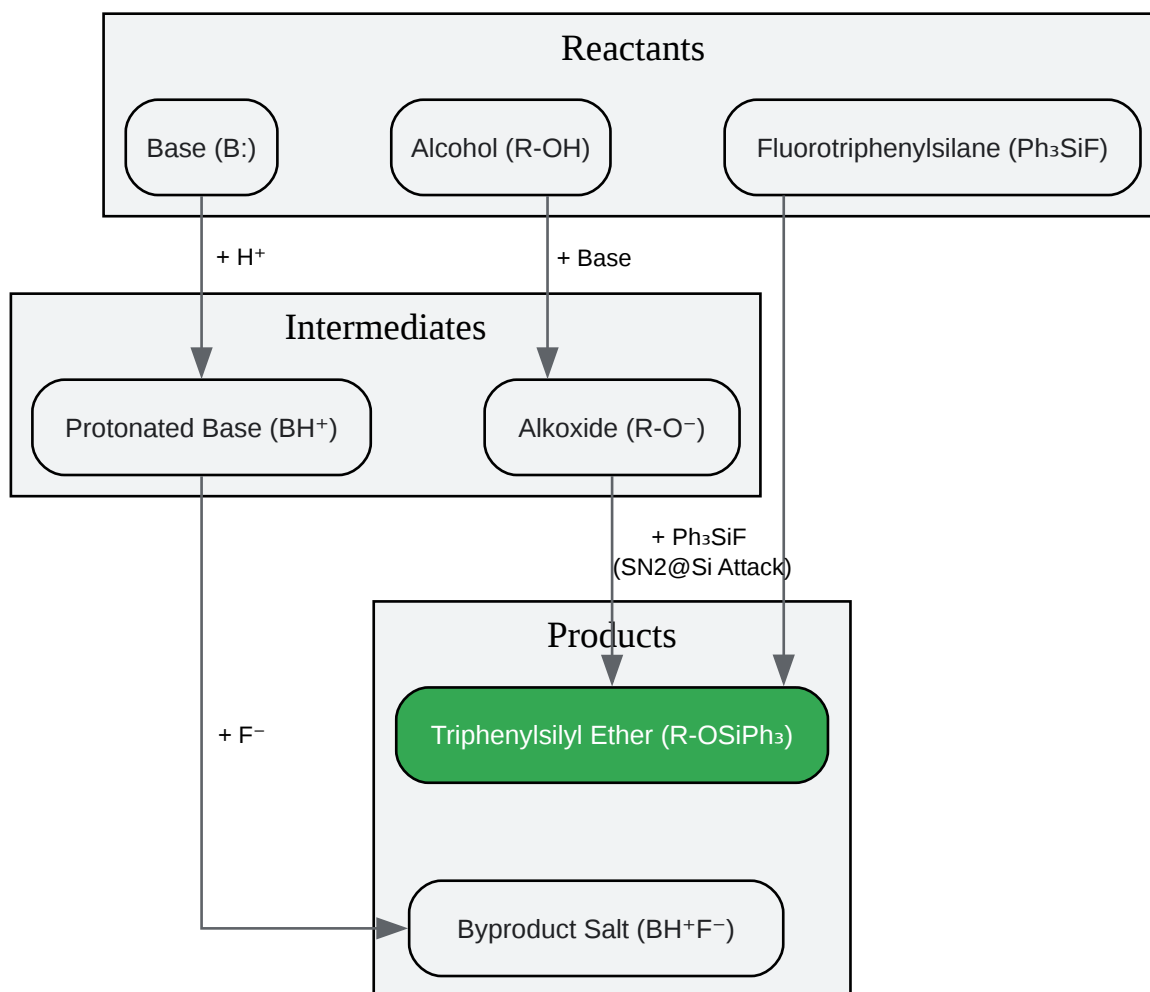 Reactants
Base (B:)
Alcohol (R-OH)
Fluorotriphenylsilane (Ph₃SiF)
+ H⁺
+ Base
Intermediates
Protonated Base (BH⁺)
Alkoxide (R-O⁻)
+ Ph₃SiF
(SN2@Si Attack)
Products
Triphenylsilyl Ether (R-OSiPh₃)
+ F⁻
Byproduct Salt (BH⁺F⁻)